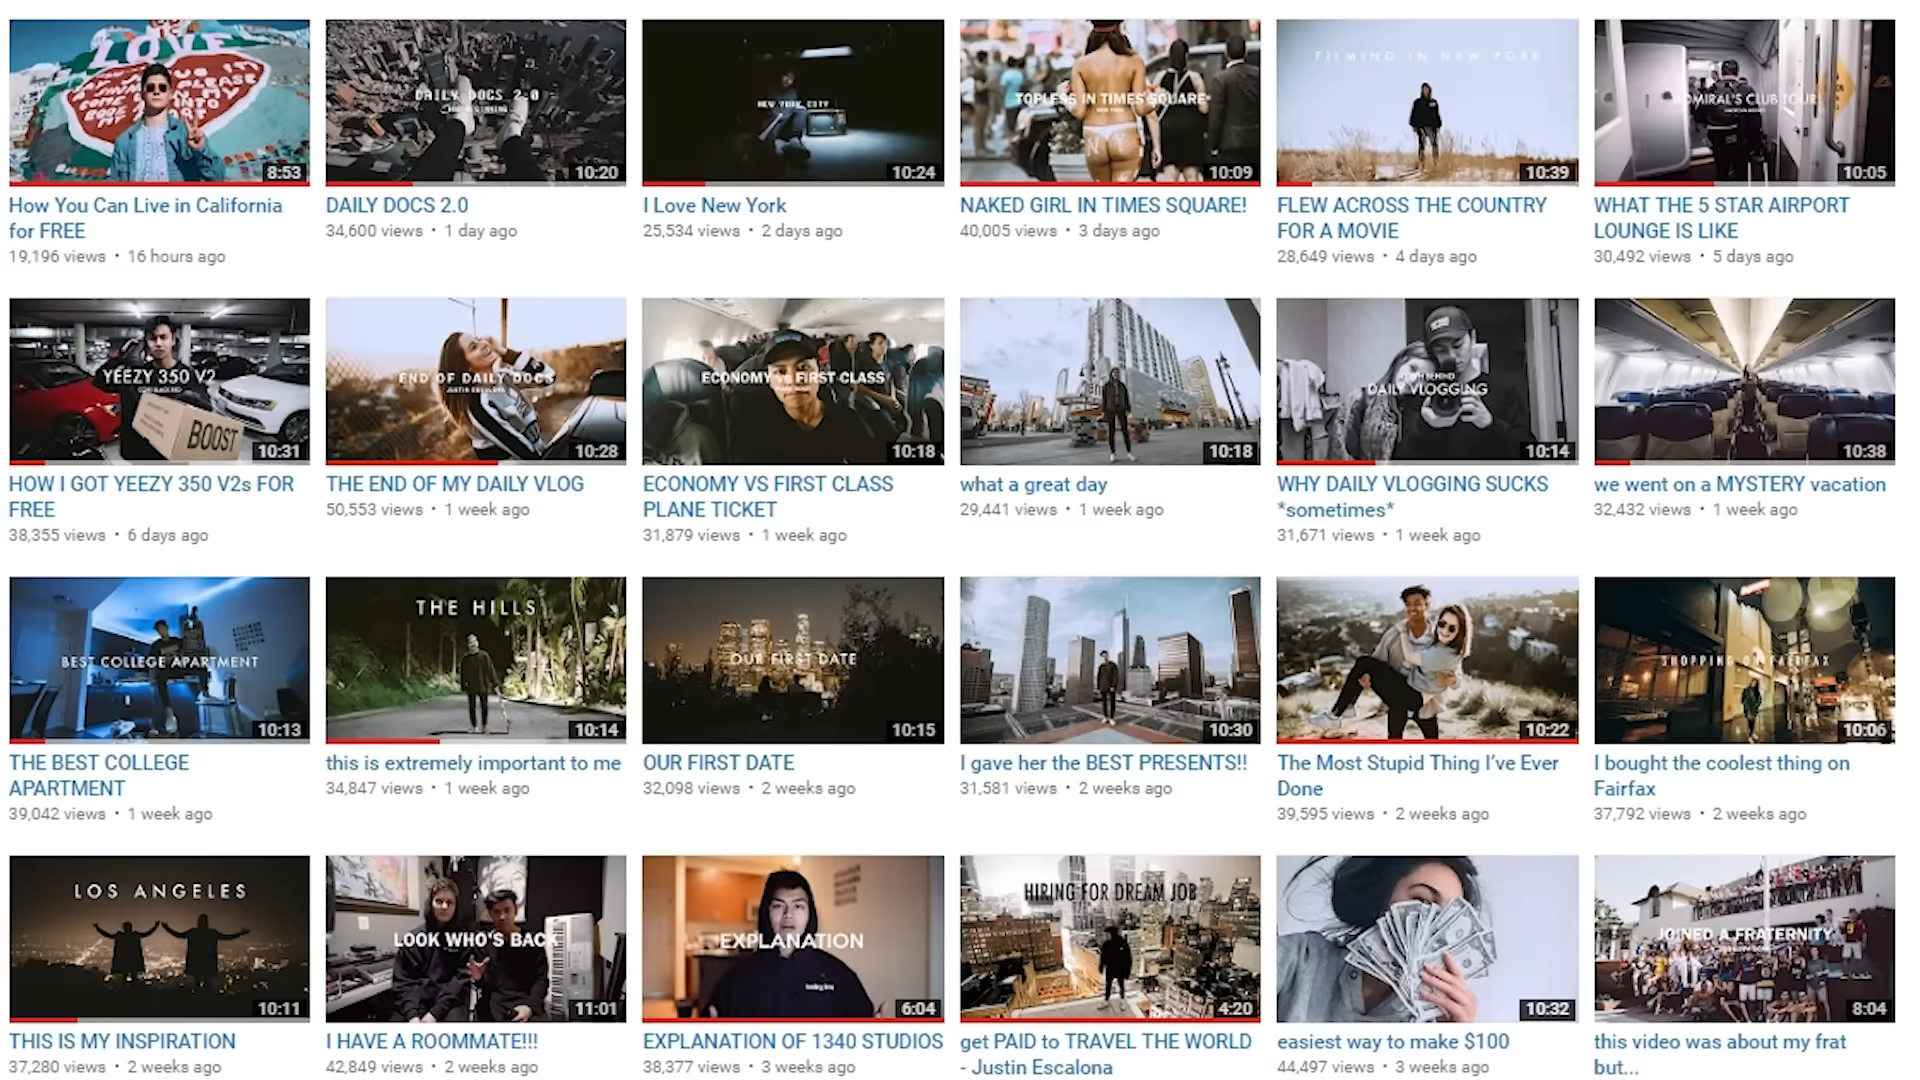 LOVE
8:53
DAILY DOCS 2.0
10:20
NEW YORK CITY
10:24
TOPLESS IN TIMES SQUARE*
10:09
FILMING IN NEW YORK
10:39
ADMIRAL'S CLUB TOUR
10:05
How You Can Live in California
for FREE
19,196 views • 16 hours ago
DAILY DOCS 2.0
34,600 views • 1 day ago
I Love New York
25,534 views • 2 days ago
NAKED GIRL IN TIMES SQUARE!
40,005 views • 3 days ago
FLEW ACROSS THE COUNTRY
FOR A MOVIE
28,649 views • 4 days ago
WHAT THE 5 STAR AIRPORT
LOUNGE IS LIKE
30,492 views • 5 days ago
YEEZY 350 V2
BOOST
10:31
END OF DAILY DOCS
JUSTIN ESCALONA
10:28
ECONOMY vs FIRST CLASS
10:18
10:18
BEHIND
DAILY VLOGGING
10:14
10:38
HOW I GOT YEEZY 350 V2s FOR
FREE
38,355 views • 6 days ago
THE END OF MY DAILY VLOG
50,553 views • 1 week ago
ECONOMY VS FIRST CLASS
PLANE TICKET
31,879 views • 1 week ago
what a great day
29,441 views • 1 week ago
WHY DAILY VLOGGING SUCKS
*sometimes*
31,671 views • 1 week ago
we went on a MYSTERY vacation
32,432 views • 1 week ago
BEST COLLEGE APARTMENT
10:13
THE HILLS
10:14
OUR FIRST DATE
10:15
10:30
10:22
SHOPPING ON FAIRFAX
10:06
THE BEST COLLEGE
APARTMENT
39,042 views • 1 week ago
this is extremely important to me
34,847 views • 1 week ago
OUR FIRST DATE
32,098 views • 2 weeks ago
I gave her the BEST PRESENTS!!
31,581 views • 2 weeks ago
The Most Stupid Thing I've Ever
Done
39,595 views • 2 weeks ago
I bought the coolest thing on
Fairfax
37,792 views • 2 weeks ago
LOS ANGELES
10:11
LOOK WHO'S BACK
11:01
EXPLANATION
6:04
HIRING FOR DREAM JOB
4:20
10:32
JOINED A FRATERNITY
8:04
THIS IS MY INSPIRATION
37,280 views • 2 weeks ago
I HAVE A ROOMMATE!!!
42,849 views • 2 weeks ago
EXPLANATION OF 1340 STUDIOS
38,377 views • 3 weeks ago
get PAID to TRAVEL THE WORLD
- Justin Escalona
easiest way to make $100
44,497 views • 3 weeks ago
this video was about my frat
but...